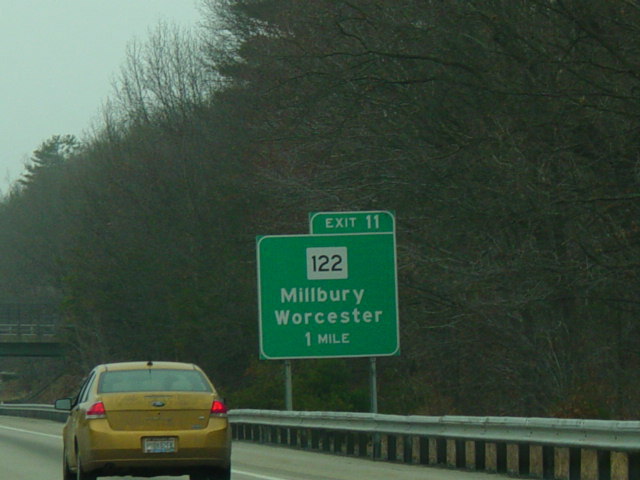 EXIT 11
122
Millbury
Worcester
1 MILE